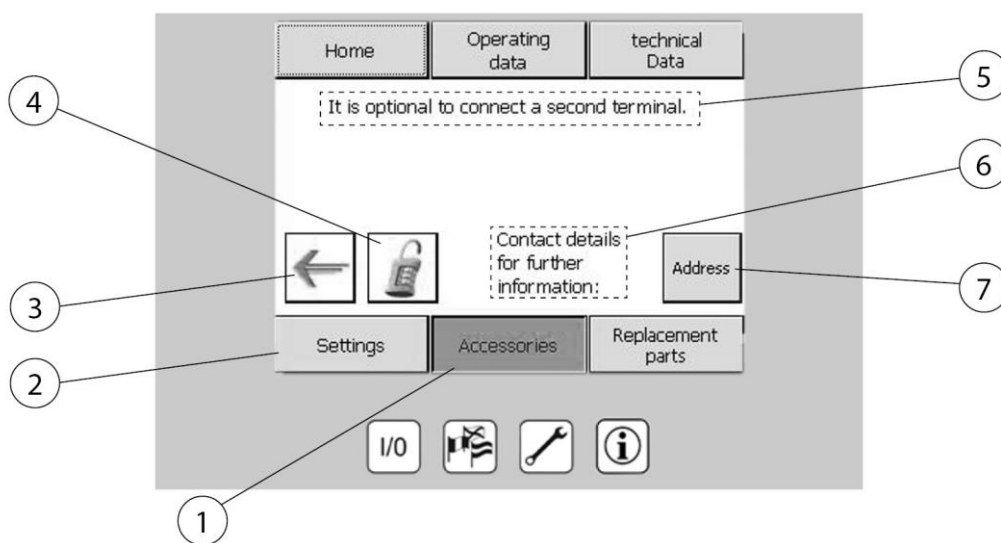 Home
Operating
data
technical
Data
It is optional to connect a second terminal.
5
4
6
Contact details
for further
information:
Address
3
7
Settings
Accessories
Replacement
parts
2
I/0
1